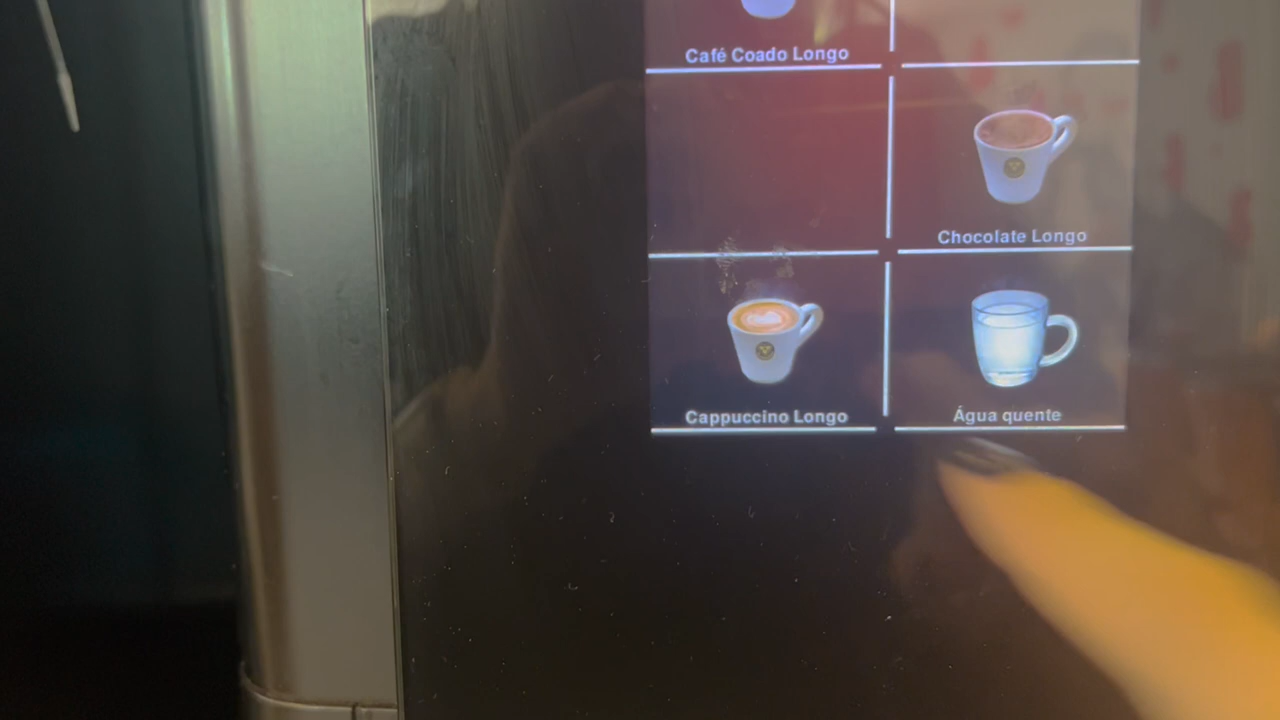 Café Coado Longo
Chocolate Longo
Cappuccino Longo
Água quente